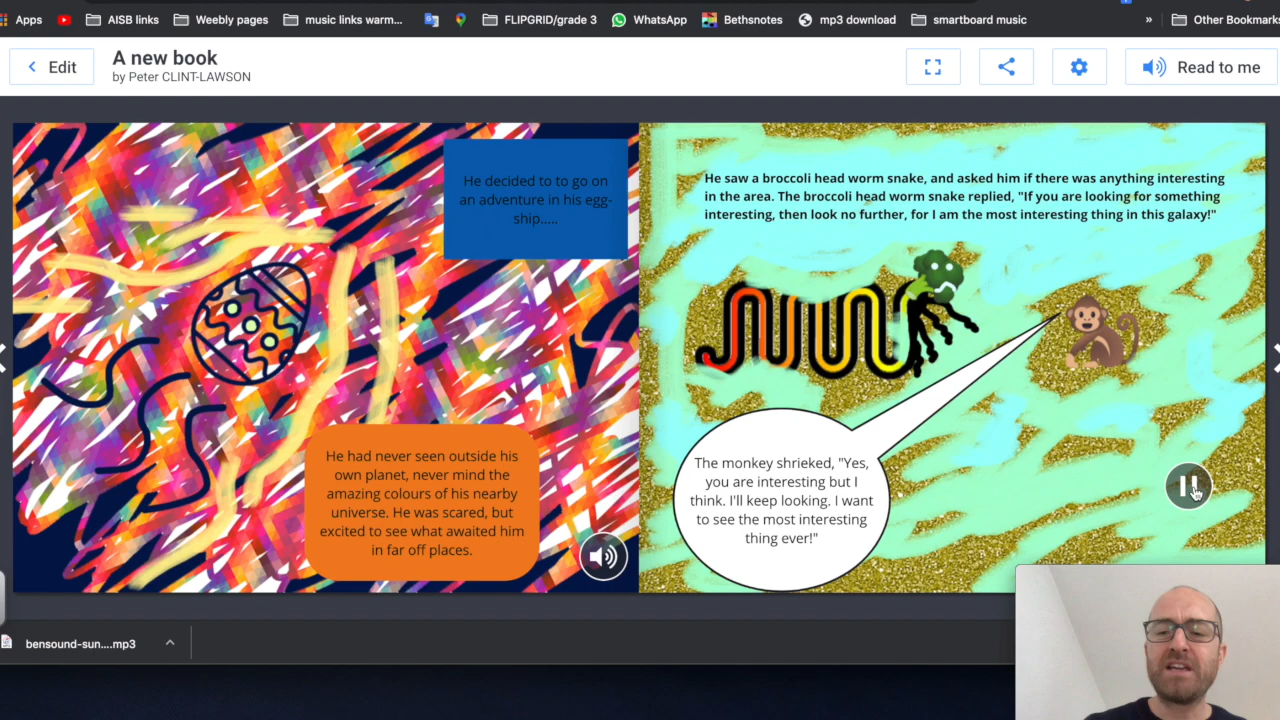 Apps
AISB links
Weebly pages
music links warm...
FLIPGRID/grade 3
WhatsApp
Bethsnotes
mp3 download
smartboard music
»
Other Bookmarks
Edit
A new book
by Peter CLINT-LAWSON
Read to me
He decided to to go on
an adventure in his egg-
ship.....
He had never seen outside his
own planet, never mind the
amazing colours of his nearby
universe. He was scared, but
excited to see what awaited him
in far off places.
He saw a broccoli head worm snake, and asked him if there was anything interesting
in the area. The broccoli head worm snake replied, "If you are looking for something
interesting, then look no further, for I am the most interesting thing in this galaxy!"
The monkey shrieked, "Yes,
you are interesting but I
think. I'll keep looking. I want
to see the most interesting
thing ever!"
bensound-sun....mp3